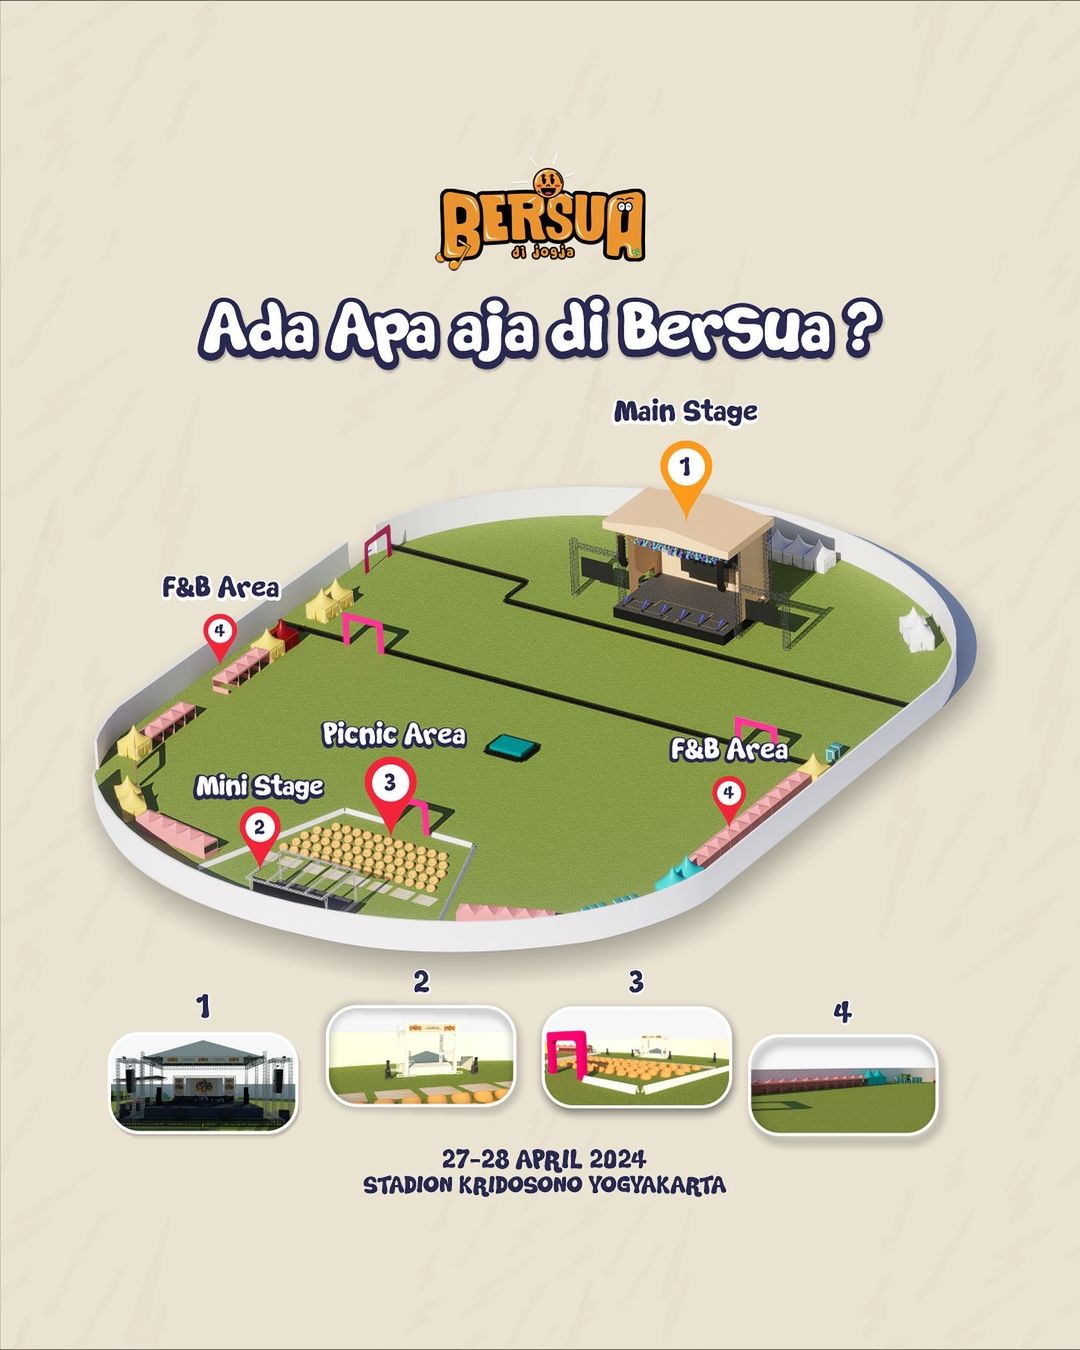 BERSUA
di jogja
Ada Apa aja di BerSua ?
Main Stage
1
F&B Area
4
Picnic Area
3
F&B Area
4
Mini Stage
2
1
2
3
4
27-28 APRIL 2024
STADION KRIDOSONO YOGYAKARTA